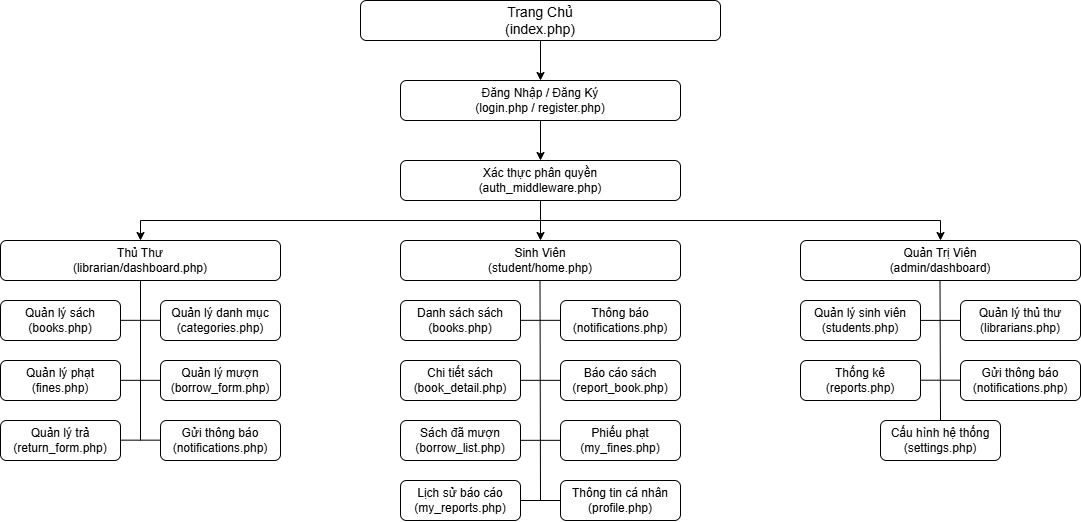 Trang Chủ
(index.php)
Đăng Nhập / Đăng Ký
(login.php / register.php)
Xác thực phân quyền
(auth_middleware.php)
Thủ Thư
(librarian/dashboard.php)
Sinh Viên
(student/home.php)
Quản Trị Viên
(admin/dashboard)
Quản lý sách
(books.php)
Quản lý danh mục
(categories.php)
Danh sách sách
(books.php)
Thông báo
(notifications.php)
Quản lý sinh viên
(students.php)
Quản lý thủ thư
(librarians.php)
Quản lý phạt
(fines.php)
Quản lý mượn
(borrow_form.php)
Chi tiết sách
(book_detail.php)
Báo cáo sách
(report_book.php)
Thống kê
(reports.php)
Gửi thông báo
(notifications.php)
Quản lý trả
(return_form.php)
Gửi thông báo
(notifications.php)
Sách đã mượn
(borrow_list.php)
Phiếu phạt
(my_fines.php)
Cấu hình hệ thống
(settings.php)
Lịch sử báo cáo
(my_reports.php)
Thông tin cá nhân
(profile.php)